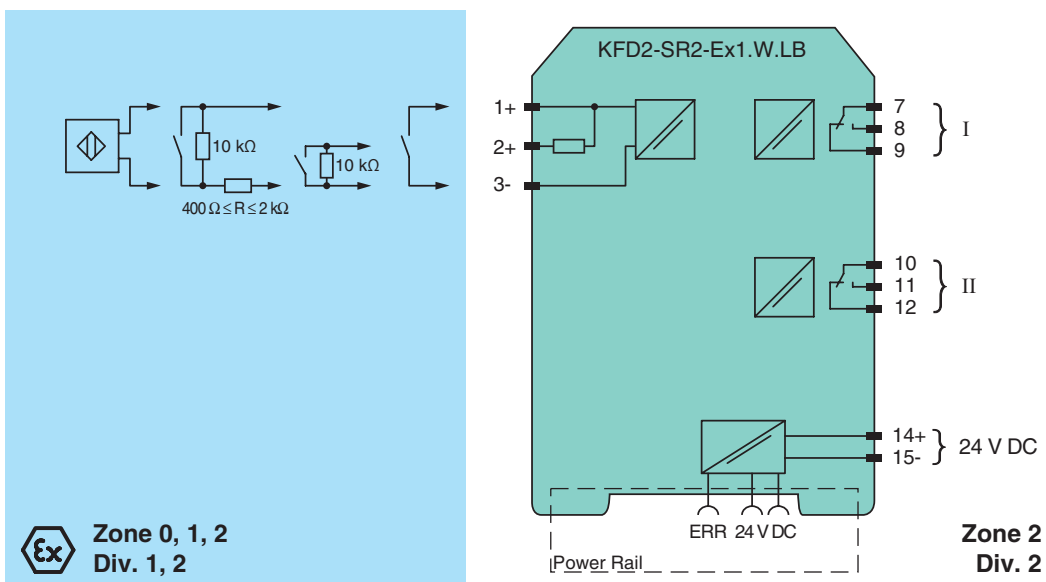 KFD2-SR2-Ex1.W.LB
1+
2+
3-
10 kΩ
10 kΩ
400 Ω ≤ R ≤ 2 kΩ
7
8
9
I
10
11
12
II
14+
15-
24 V DC
ERR 24 V DC
Power Rail
Ex
Zone 0, 1, 2
Div. 1, 2
Zone 2
Div. 2